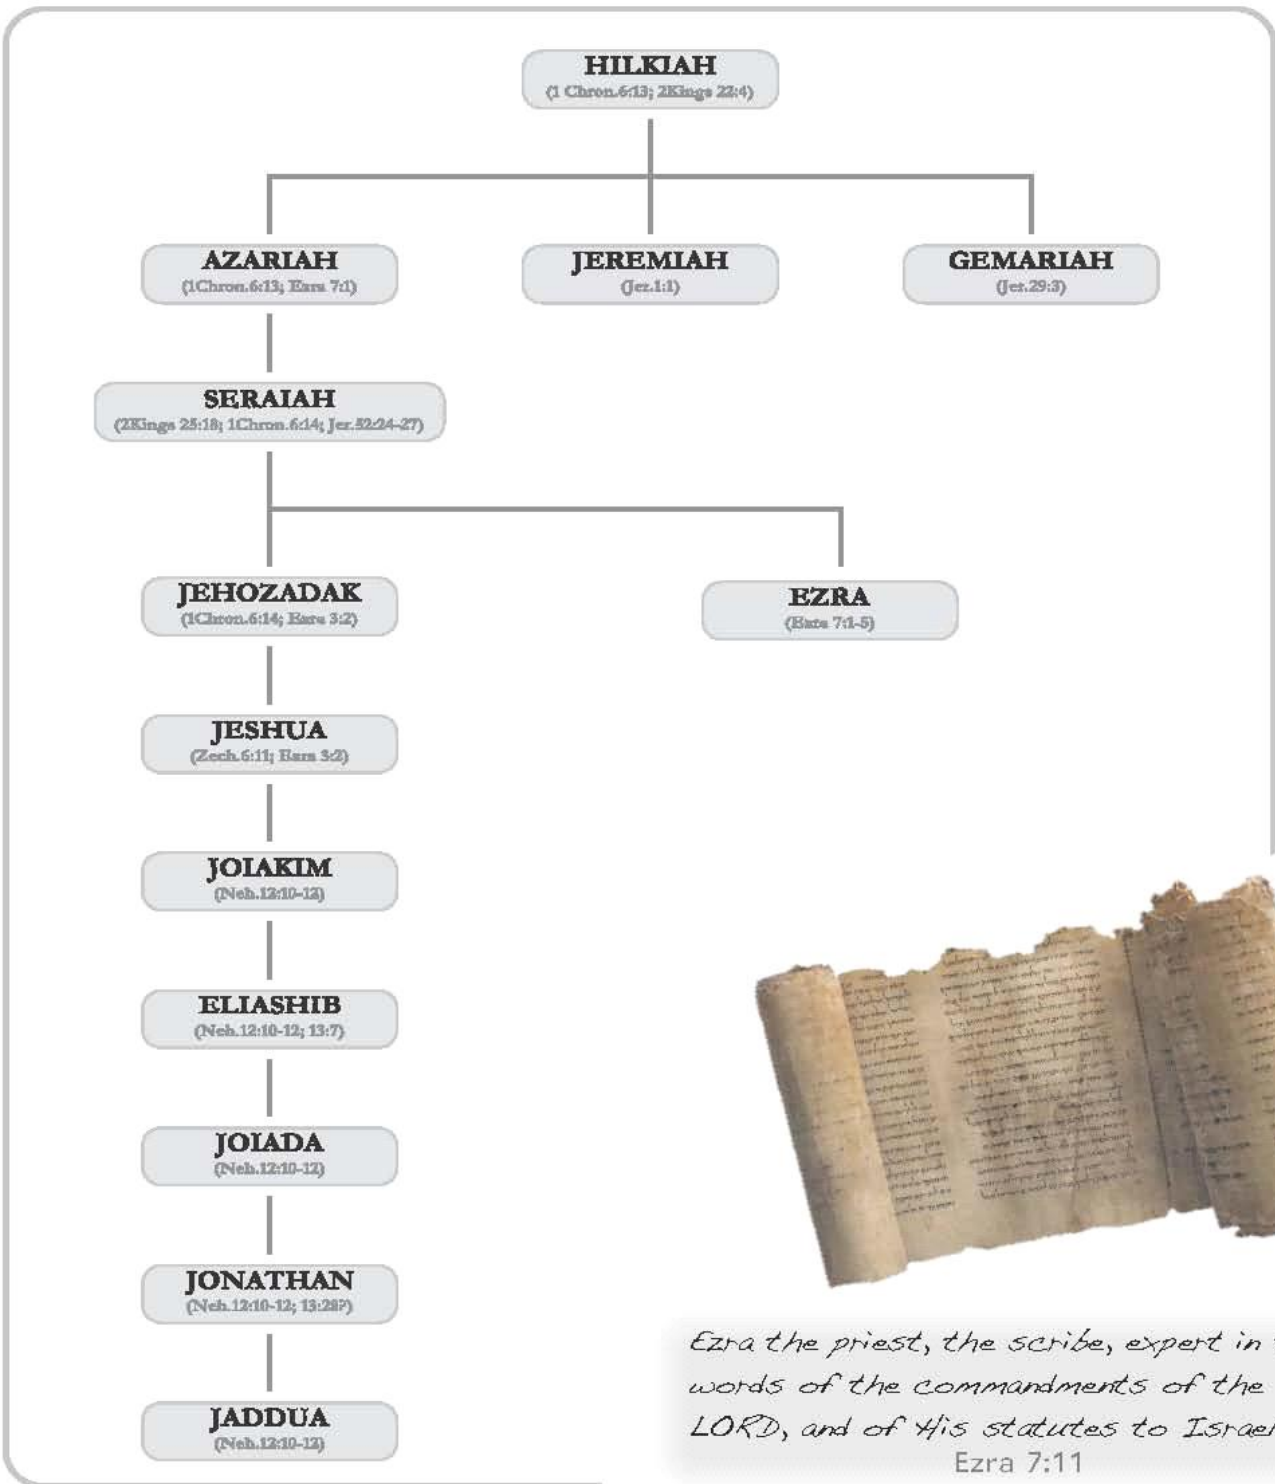 HILKIAH
(1 Chron.6:13; 2Kings 22:4)
AZARIAH
(1Chron.6:13; Ezra 7:1)
JEREMIAH
(Jer.1:1)
GEMARIAH
(Jer.29:3)
SERAIAH
(2Kings 25:18; 1Chron.6:14; Jer.52:24-27)
JEHOZADAK
(1Chron.6:14; Ezra 3:2)
EZRA
(Ezra 7:1-5)
JESHUA
(Zech.6:11; Ezra 3:2)
JOIAKIM
(Neh.12:10-12)
ELIASHIB
(Neh.12:10-12; 13:7)
JOIADA
(Neh.12:10-12)
JONATHAN
(Neh.12:10-12; 13:28?)
JADDUA
(Neh.12:10-12)
Ezra the priest, the scribe, expert in
words of the commandments of the
LORD, and of His statutes to Israel
Ezra 7:11